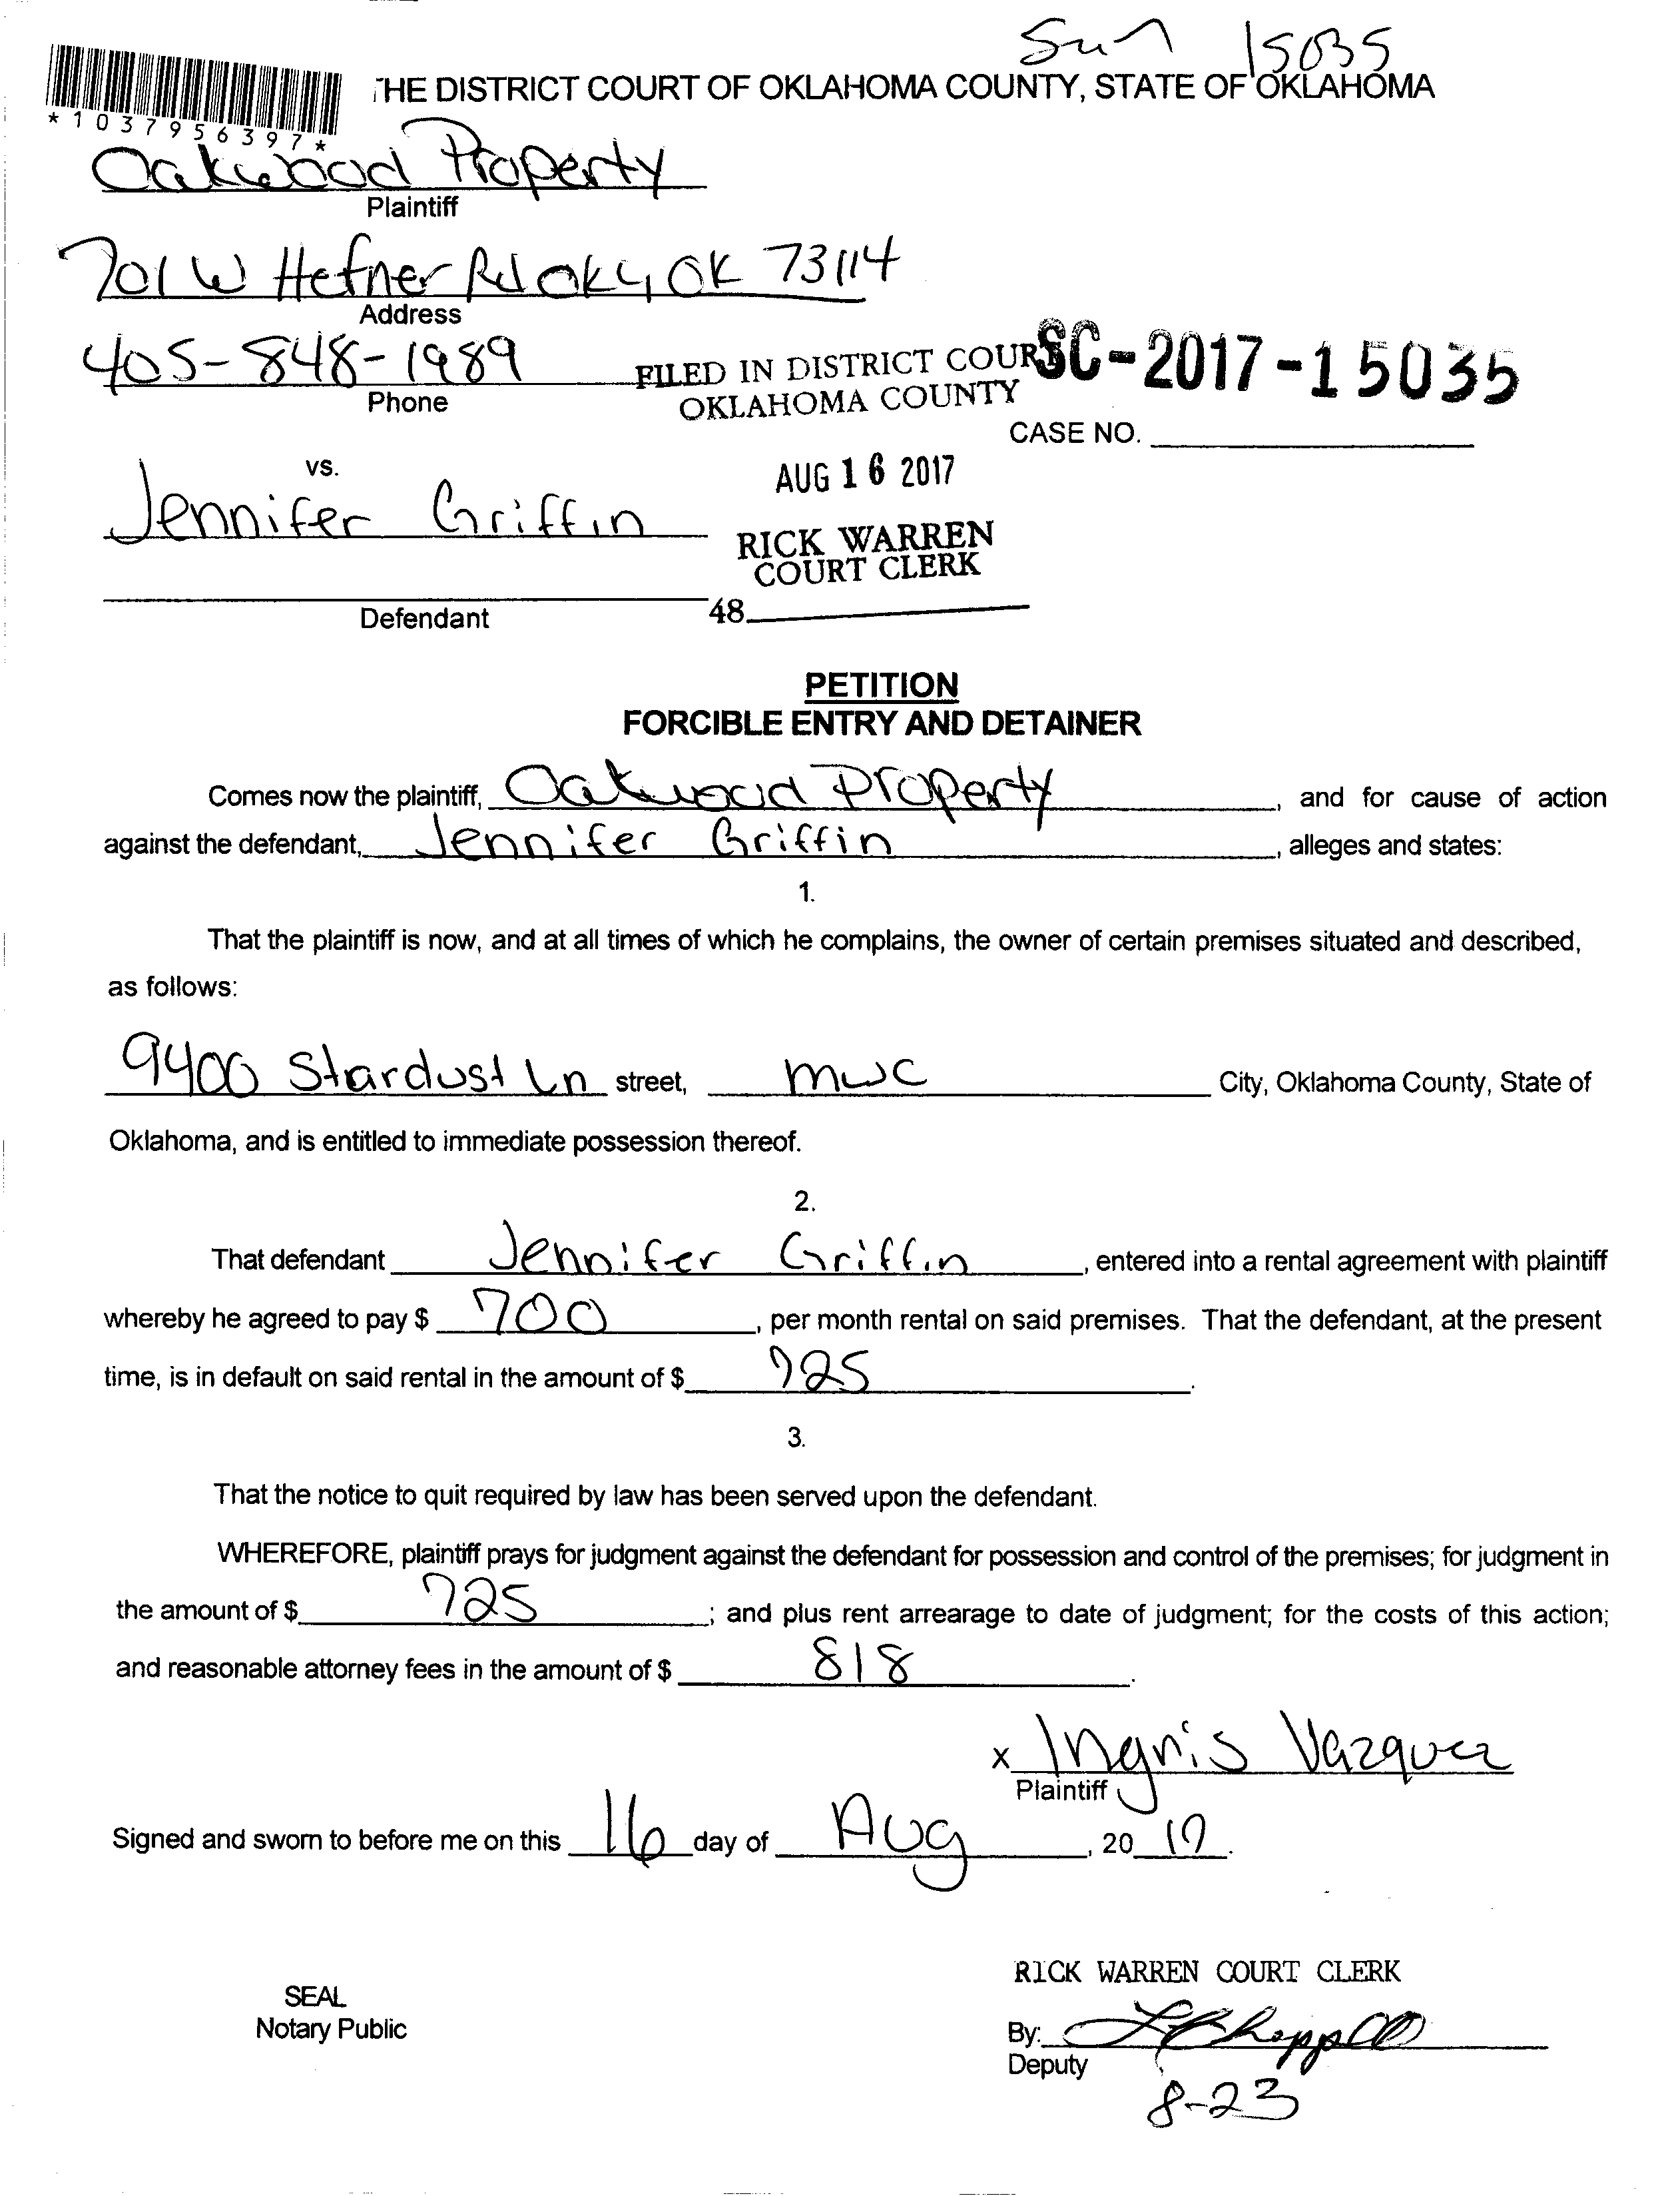 15035
THE DISTRICT COURT OF OKLAHOMA COUNTY, STATE OF OKLAHOMA
*1037956397*
Oakwood Property
Plaintiff
701 W Hefner Rd OKC, OK 73114
Address
405-848-1989
Phone
FILED IN DISTRICT COURT
OKLAHOMA COUNTY
SC-2017-15035
CASE NO.
vs.
AUG 16 2017
Jennifer Griffin
RICK WARREN
COURT CLERK
48
Defendant
PETITION
FORCIBLE ENTRY AND DETAINER
Comes now the plaintiff, Oakwood Property, and for cause of action
against the defendant, Jennifer Griffin, alleges and states:
1.
That the plaintiff is now, and at all times of which he complains, the owner of certain premises situated and described,
as follows:
9400 Stardust Ln street, mwc City, Oklahoma County, State of
Oklahoma, and is entitled to immediate possession thereof.
2.
That defendant Jennifer Griffin, entered into a rental agreement with plaintiff
whereby he agreed to pay $ 700, per month rental on said premises. That the defendant, at the present
time, is in default on said rental in the amount of $ 725.
3.
That the notice to quit required by law has been served upon the defendant.
WHEREFORE, plaintiff prays for judgment against the defendant for possession and control of the premises; for judgment in
the amount of $ 725; and plus rent arrearage to date of judgment; for the costs of this action;
and reasonable attorney fees in the amount of $ 818.
x Ingris Vazquez
Plaintiff
Signed and sworn to before me on this 16 day of Aug, 20 17.
RICK WARREN COURT CLERK
SEAL
Notary Public
By:
Deputy
8-23